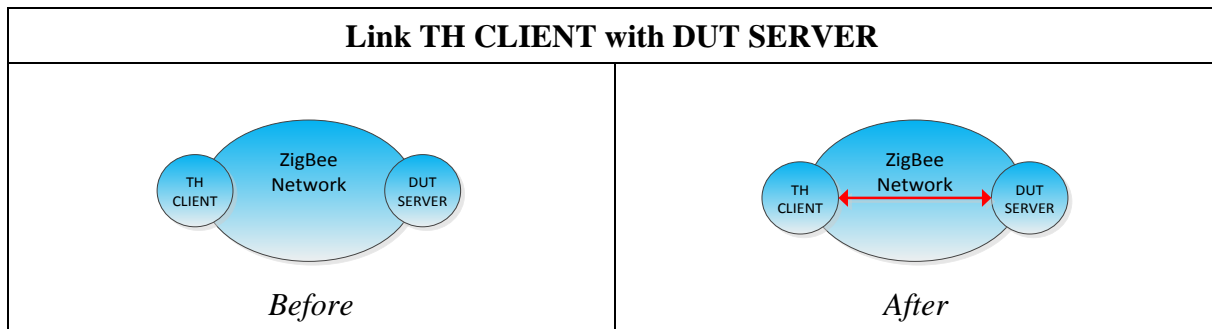 Link TH CLIENT with DUT SERVER
ZigBee
Network
TH
CLIENT
DUT
SERVER
Before
ZigBee
Network
TH
CLIENT
DUT
SERVER
After